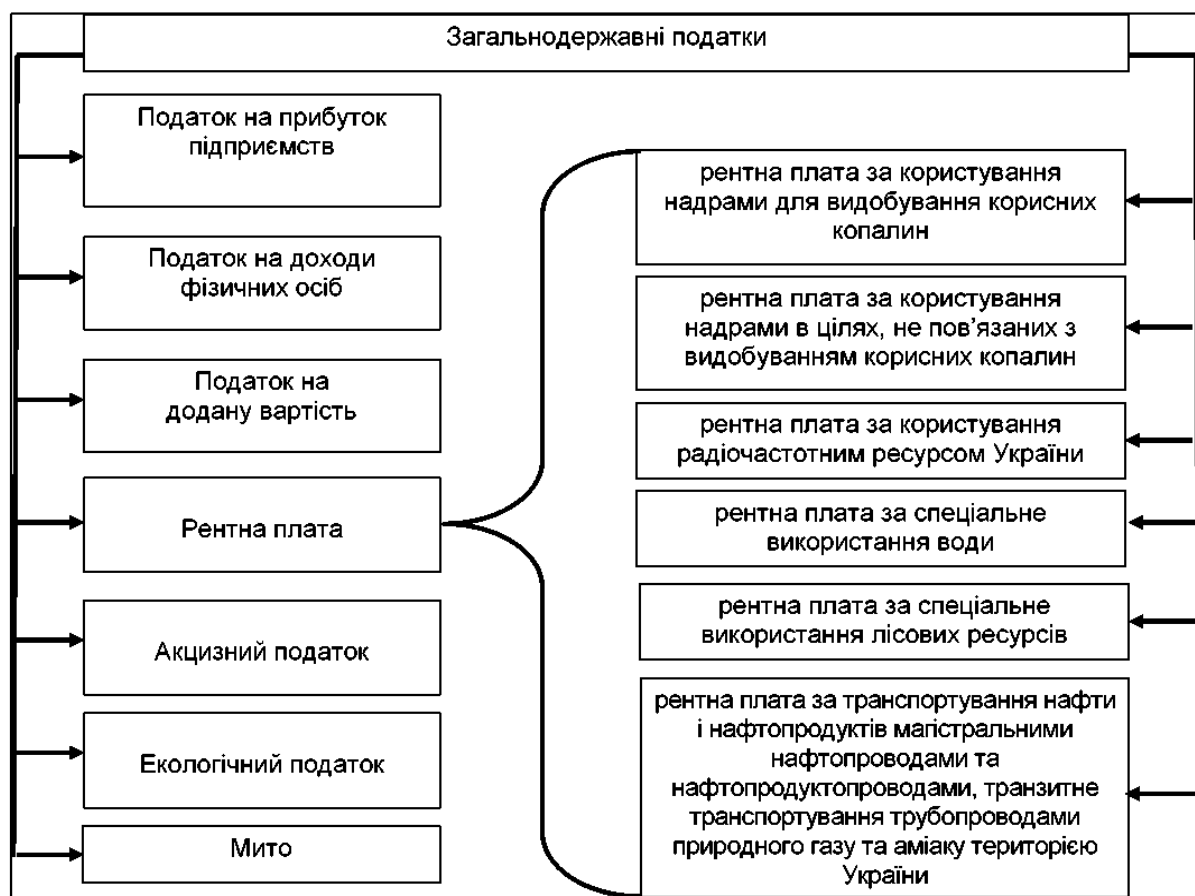 Загальнодержавні податки
Податок на прибуток
підприємств
Податок на доходи
фізичних осіб
Податок на
додану вартість
Рентна плата
Акцизний податок
Екологічний податок
Мито
рентна плата за користування
надрами для видобування корисних
копалин
рентна плата за користування
надрами в цілях, не пов’язаних з
видобуванням корисних копалин
рентна плата за користування
радіочастотним ресурсом України
рентна плата за спеціальне
використання води
рентна плата за спеціальне
використання лісових ресурсів
рентна плата за транспортування нафти
і нафтопродуктів магістральними
нафтопроводами та
нафтопродуктопроводами, транзитне
транспортування трубопроводами
природного газу та аміаку територією
України